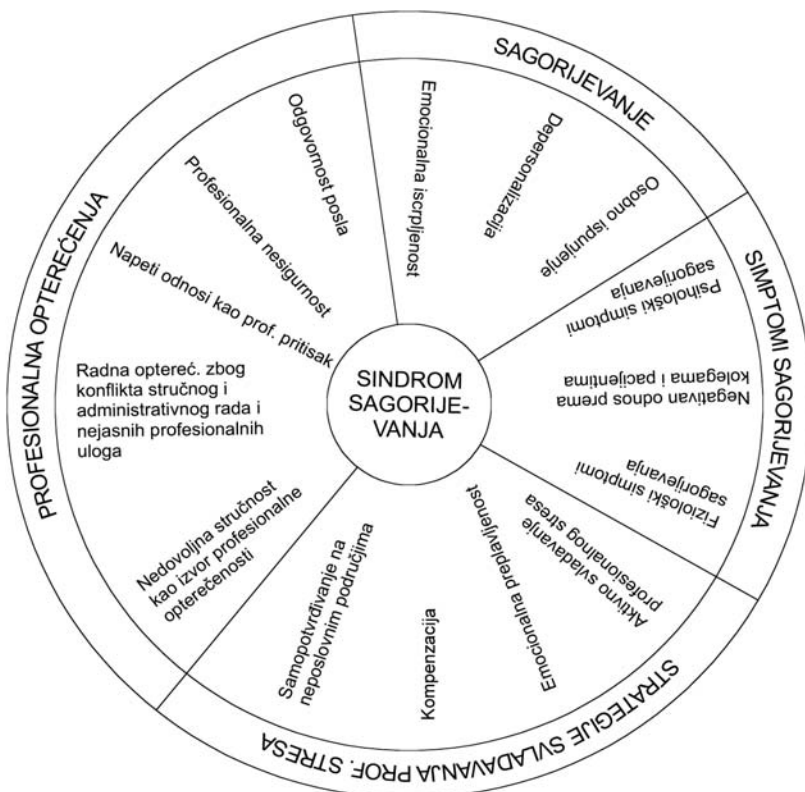 SAGORIJEVANJE
Emocionalna iscrpljenost
Depersonalizacija
Osobno ispunjenje
SIMPTOMI SAGORIJEVANJA
Psihološki simptomi
sagorijevanja
Negativan odnos prema
kolegama i pacijentima
Fiziološki simptomi
sagorijevanja
STRATEGIJE SVLADAVANJA PROF. STRESA
Aktivno svladavanje
profesionalnog stresa
Emocionalna preplavljenost
Kompenzacija
Samopotvrđivanje na
neposlovnim područjima
PROFESIONALNA OPTEREĆENJA
Nedovoljna stručnost
kao izvor profesionalne
opterečenosti
Radna optereć. zbog
konflikta stručnog i
administrativnog rada i
nejasnih profesionalnih
uloga
Napeti odnosi kao prof. pritisak
Profesionalna nesigurnost
Odgovornost posla
SINDROM
SAGORIJE-
VANJA